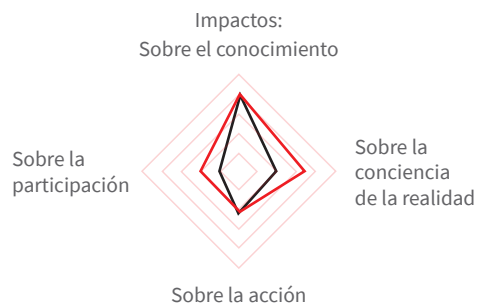 Impactos:
Sobre el conocimiento
Sobre la
participación
Sobre la
conciencia
de la realidad
Sobre la acción